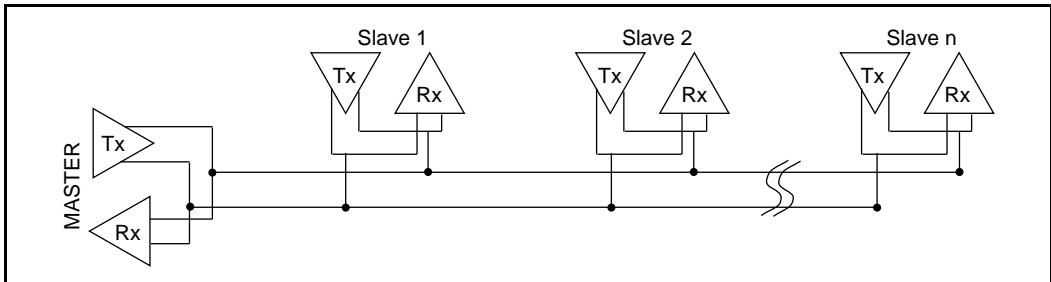 Slave 1
Slave 2
Slave n
Tx
Rx
Tx
Rx
Tx
Rx
MASTER
Tx
Rx